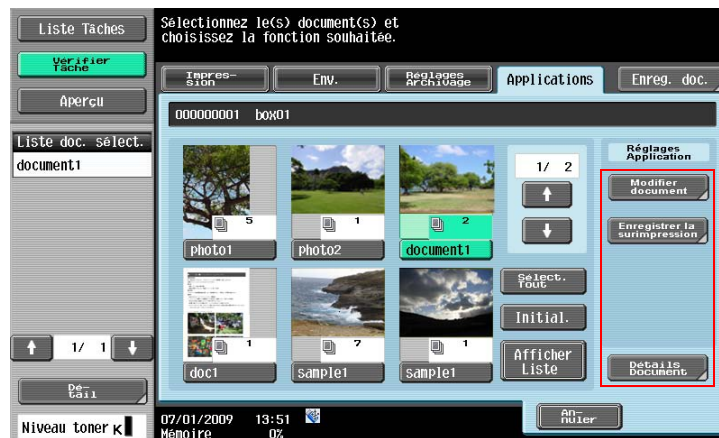 Liste Tâches
Vérifier
Tâche
Aperçu
Liste doc. sélect.
document1
1/ 1
Dé-
tail
Niveau toner K
Sélectionnez le(s) document(s) et
choisissez la fonction souhaitée.
Impres-
sion
Env.
Réglages
Archivage
Applications
Enreg. doc.
000000001 box01
5
photo1
1
photo2
2
document1
1
doc1
7
sample1
1
sample1
1/ 2
Sélect.
Tout
Initial.
Afficher
Liste
Réglages
Application
Modifier
document
Enregistrer la
surimpression
Détails
Document
07/01/2009 13:51
Mémoire 0%
An-
nuler